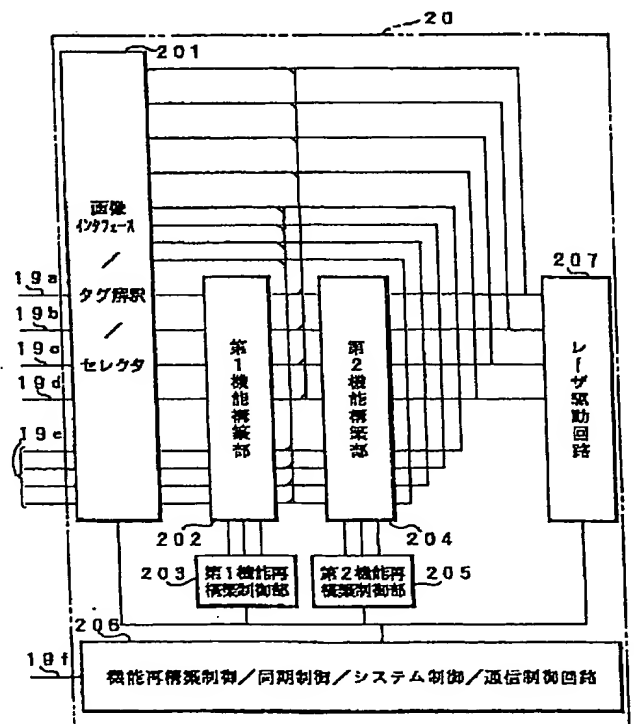 20
201
画像
インタフェース
/
タグ解釈
/
セレクタ
19a
19b
19c
19d
19e
207
第1機能構築部
第2機能構築部
レーザ駆動回路
202
204
203
第1機能再
構築制御部
第2機能再
構築制御部
205
206
19f
機能再構築制御/同期制御/システム制御/通信制御回路